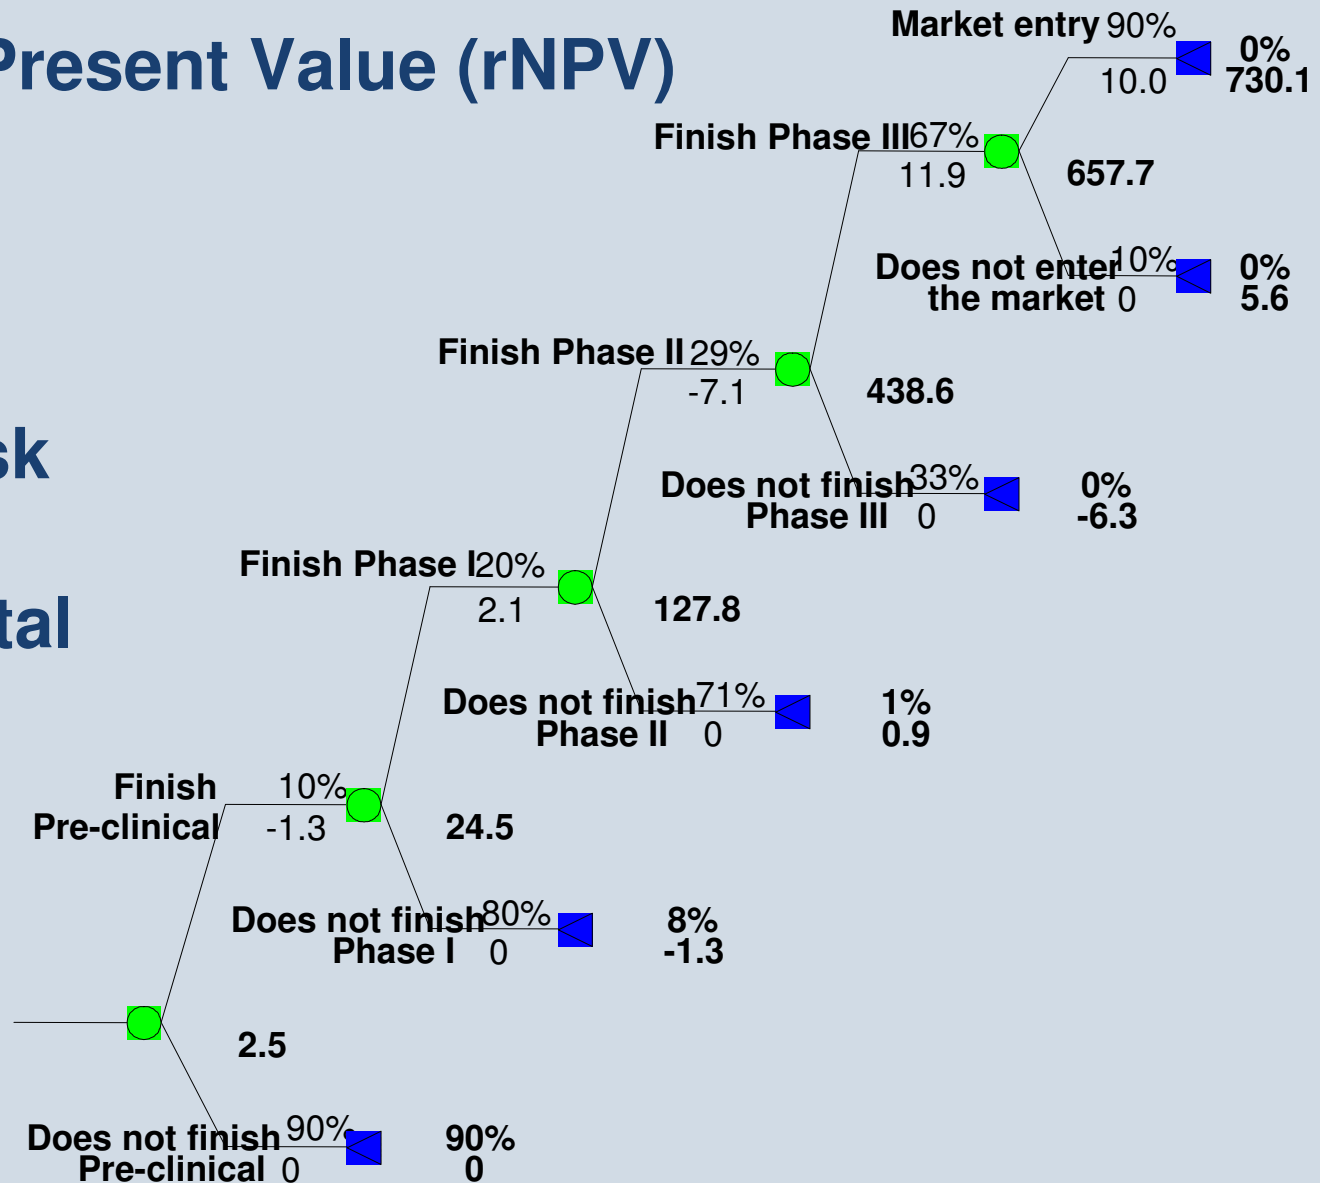 Present Value (rNPV)
Market entry 90%
0%
10.0
730.1
Finish Phase III 67%
11.9
657.7
Does not enter 10%
the market 0
0%
5.6
Finish Phase II 29%
-7.1
438.6
sk
Does not finish 33%
Phase III 0
0%
-6.3
Finish Phase I 20%
2.1
127.8
tal
Does not finish 71%
Phase II 0
1%
0.9
Finish 10%
Pre-clinical -1.3
24.5
Does not finish 80%
Phase I 0
8%
-1.3
2.5
Does not finish 90%
Pre-clinical 0
90%
0